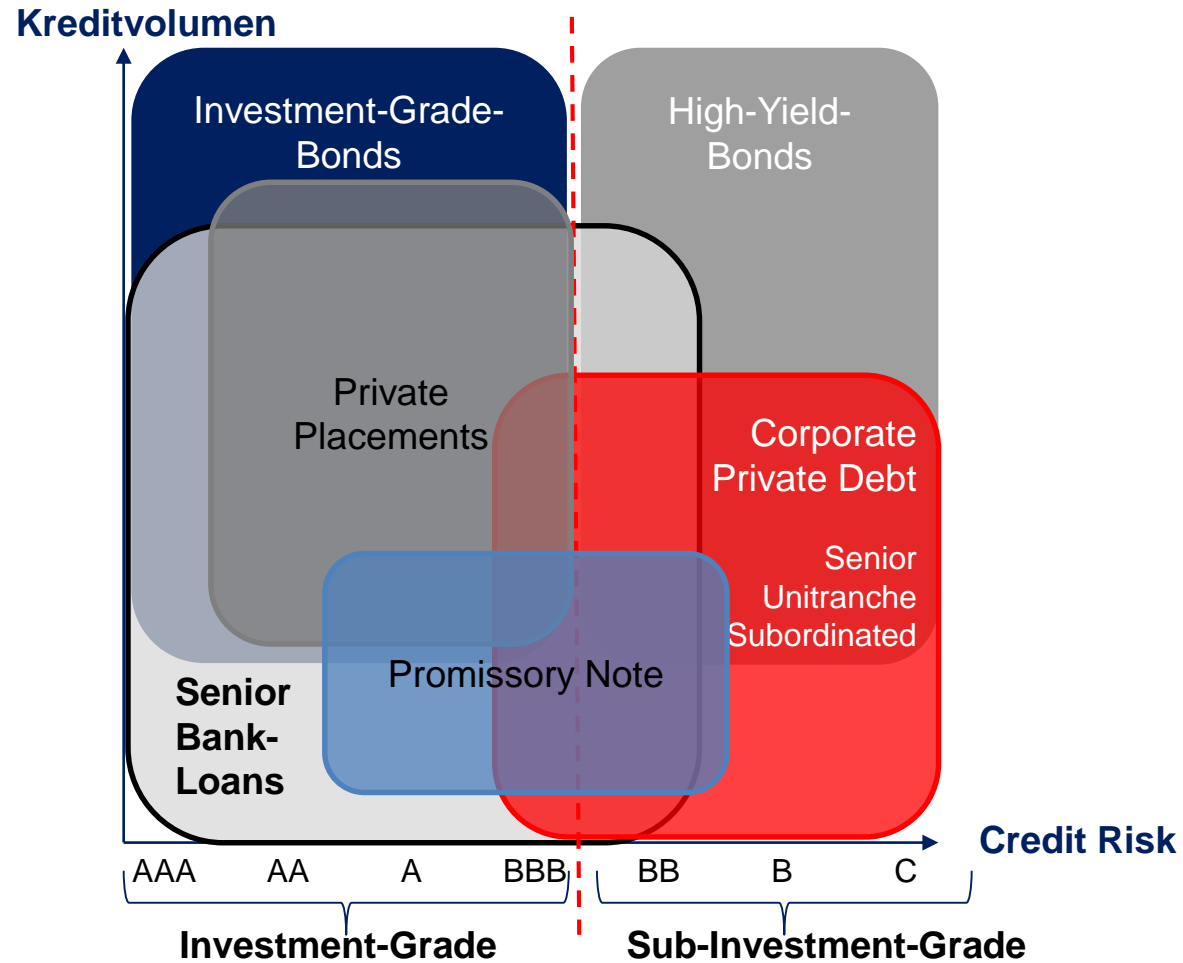 Kreditvolumen
Investment-Grade-
Bonds
High-Yield-
Bonds
Private
Placements
Corporate
Private Debt
Senior
Unitranche
Subordinated
Promissory Note
Senior
Bank-
Loans
Credit Risk
AAA AA A BBB BB B C
Investment-Grade Sub-Investment-Grade